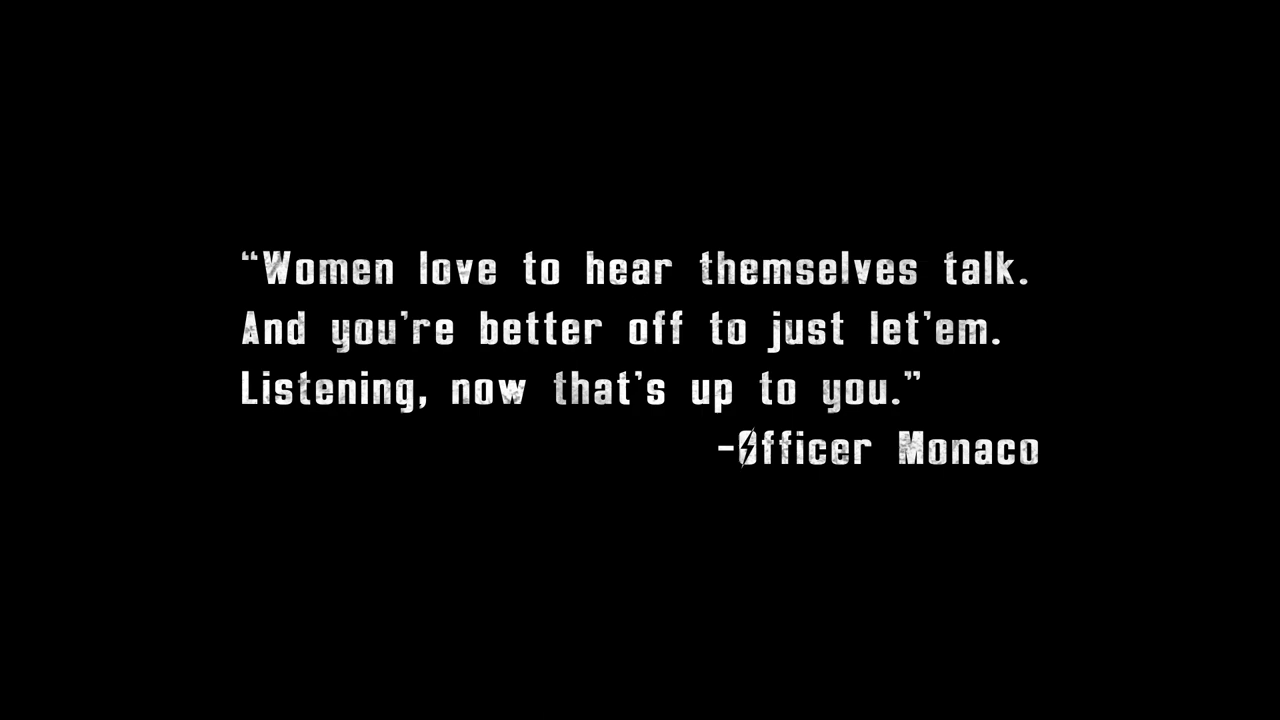 “Women love to hear themselves talk.
And you’re better off to just let’em.
Listening, now that’s up to you.”
-Officer Monaco